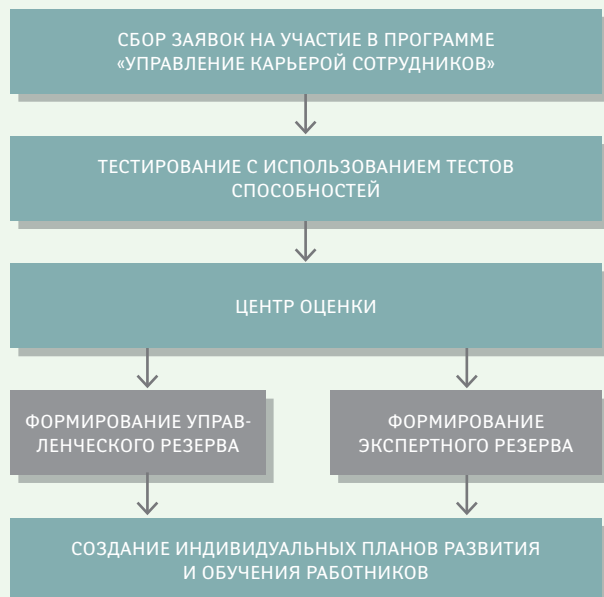 СБОР ЗАЯВОК НА УЧАСТИЕ В ПРОГРАММЕ
«УПРАВЛЕНИЕ КАРЬЕРОЙ СОТРУДНИКОВ»
ТЕСТИРОВАНИЕ С ИСПОЛЬЗОВАНИЕМ ТЕСТОВ
СПОСОБНОСТЕЙ
ЦЕНТР ОЦЕНКИ
ФОРМИРОВАНИЕ УПРАВ-
ЛЕНЧЕСКОГО РЕЗЕРВА
ФОРМИРОВАНИЕ
ЭКСПЕРТНОГО РЕЗЕРВА
СОЗДАНИЕ ИНДИВИДУАЛЬНЫХ ПЛАНОВ РАЗВИТИЯ
И ОБУЧЕНИЯ РАБОТНИКОВ